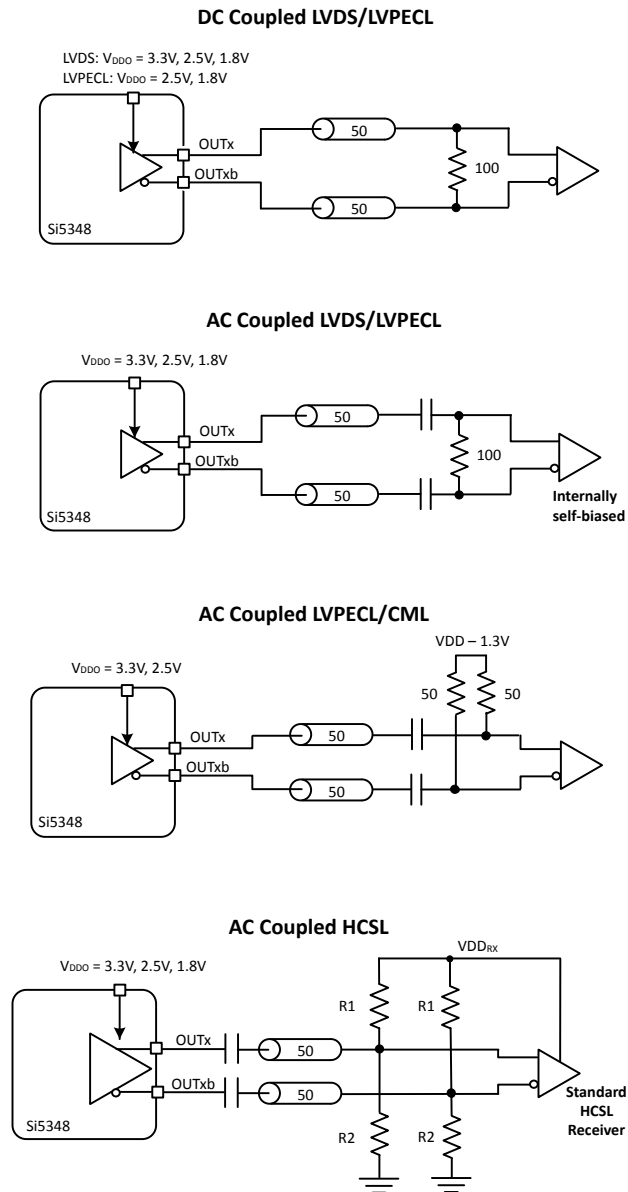 DC Coupled LVDS/LVPECL
LVDS: VDDO = 3.3V, 2.5V, 1.8V
LVPECL: VDDO = 2.5V, 1.8V
OUTx
50
100
OUTxb
50
Si5348
AC Coupled LVDS/LVPECL
VDDO = 3.3V, 2.5V, 1.8V
OUTx
50
100
OUTxb
50
Si5348
Internally
self-biased
AC Coupled LVPECL/CML
VDD – 1.3V
VDDO = 3.3V, 2.5V
50
50
OUTx
50
OUTxb
50
Si5348
AC Coupled HCSL
VDDRX
VDDO = 3.3V, 2.5V, 1.8V
R1
R1
OUTx
50
OUTxb
50
Standard
HCSL
Receiver
Si5348
R2
R2